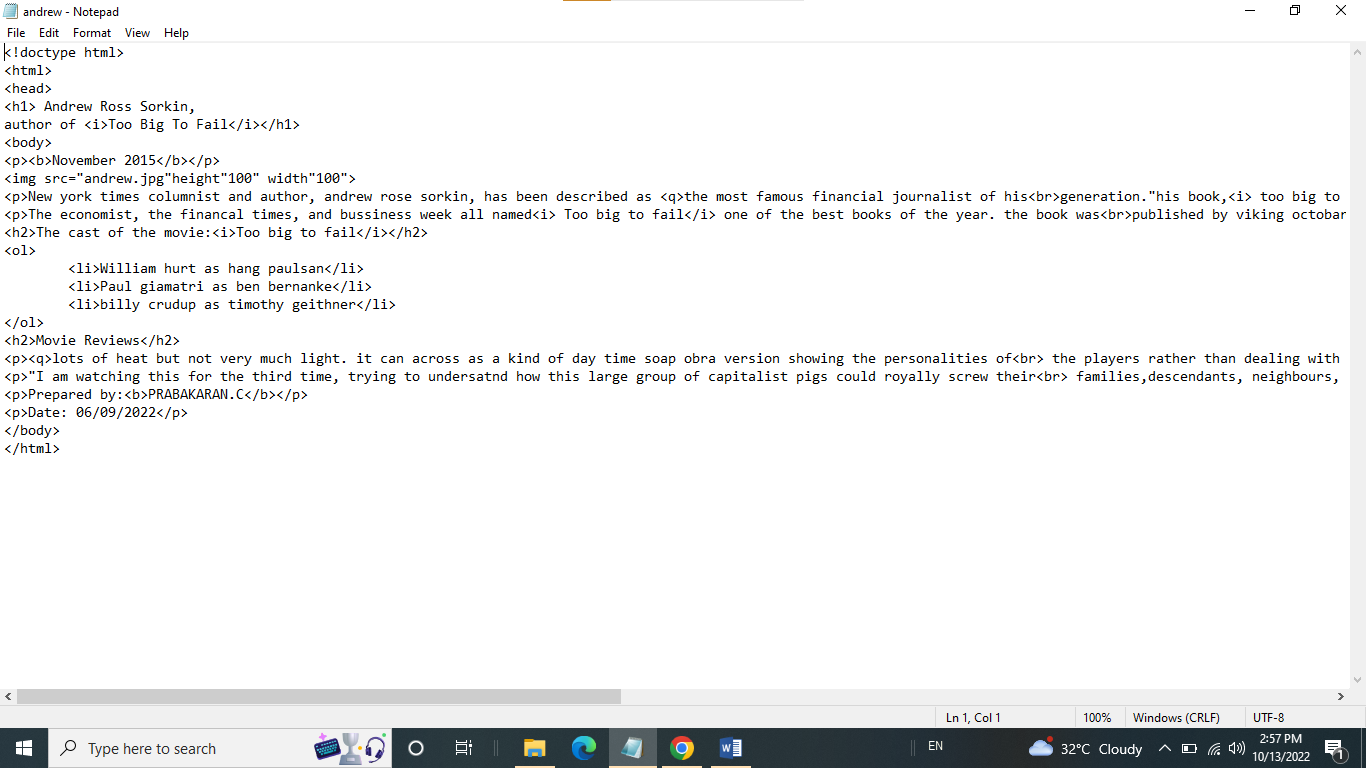 andrew - Notepad
File Edit Format View Help
<!doctype html>
<html>
<head>
<h1> Andrew Ross Sorkin,
author of <i>Too Big To Fail</i></h1>
<body>
<p><b>November 2015</b></p>
<img src="andrew.jpg"height"100" width"100">
<p>New york times columnist and author, andrew rose sorkin, has been described as <q>the most famous financial journalist of his<br>generation."his book,<i> too big to
<p>The economist, the financal times, and bussiness week all named<i> Too big to fail</i> one of the best books of the year. the book was<br>published by viking octobar
<h2>The cast of the movie:<i>Too big to fail</i></h2>
<ol>
<li>William hurt as hang paulsan</li>
<li>Paul giamatri as ben bernanke</li>
<li>billy crudup as timothy geithner</li>
</ol>
<h2>Movie Reviews</h2>
<p><q>lots of heat but not very much light. it can across as a kind of day time soap obra version showing the personalities of<br> the players rather than dealing with
<p>"I am watching this for the third time, trying to undersatnd how this large group of capitalist pigs could royally screw their<br> families,descendants, neighbours,
<p>Prepared by:<b>PRABAKARAN.C</b></p>
<p>Date: 06/09/2022</p>
</body>
</html>
Ln 1, Col 1 100% Windows (CRLF) UTF-8
Type here to search EN 32°C Cloudy 2:57 PM
10/13/2022 1